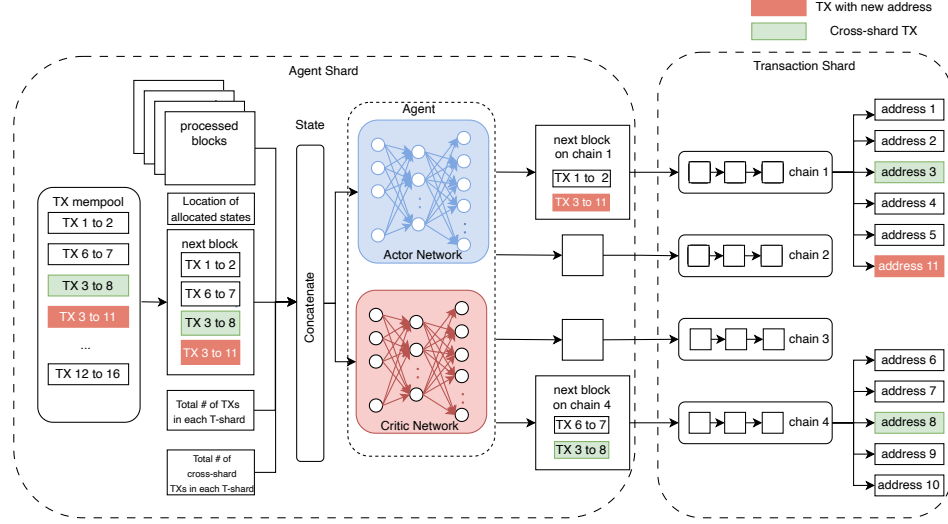 TX with new address
Cross-shard TX
Agent Shard
Transaction Shard
processed
blocks
State
Agent
TX mempool
TX 1 to 2
TX 6 to 7
TX 3 to 8
TX 3 to 11
...
TX 12 to 16
Location of
allocated states
next block
TX 1 to 2
TX 6 to 7
TX 3 to 8
TX 3 to 11
Total # of TXs
in each T-shard
Total # of
cross-shard
TXs in each T-shard
Concatenate
Actor Network
Critic Network
next block
on chain 1
TX 1 to 2
TX 3 to 11
next block
on chain 4
TX 6 to 7
TX 3 to 8
chain 1
chain 2
chain 3
chain 4
address 1
address 2
address 3
address 4
address 5
address 11
address 6
address 7
address 8
address 9
address 10